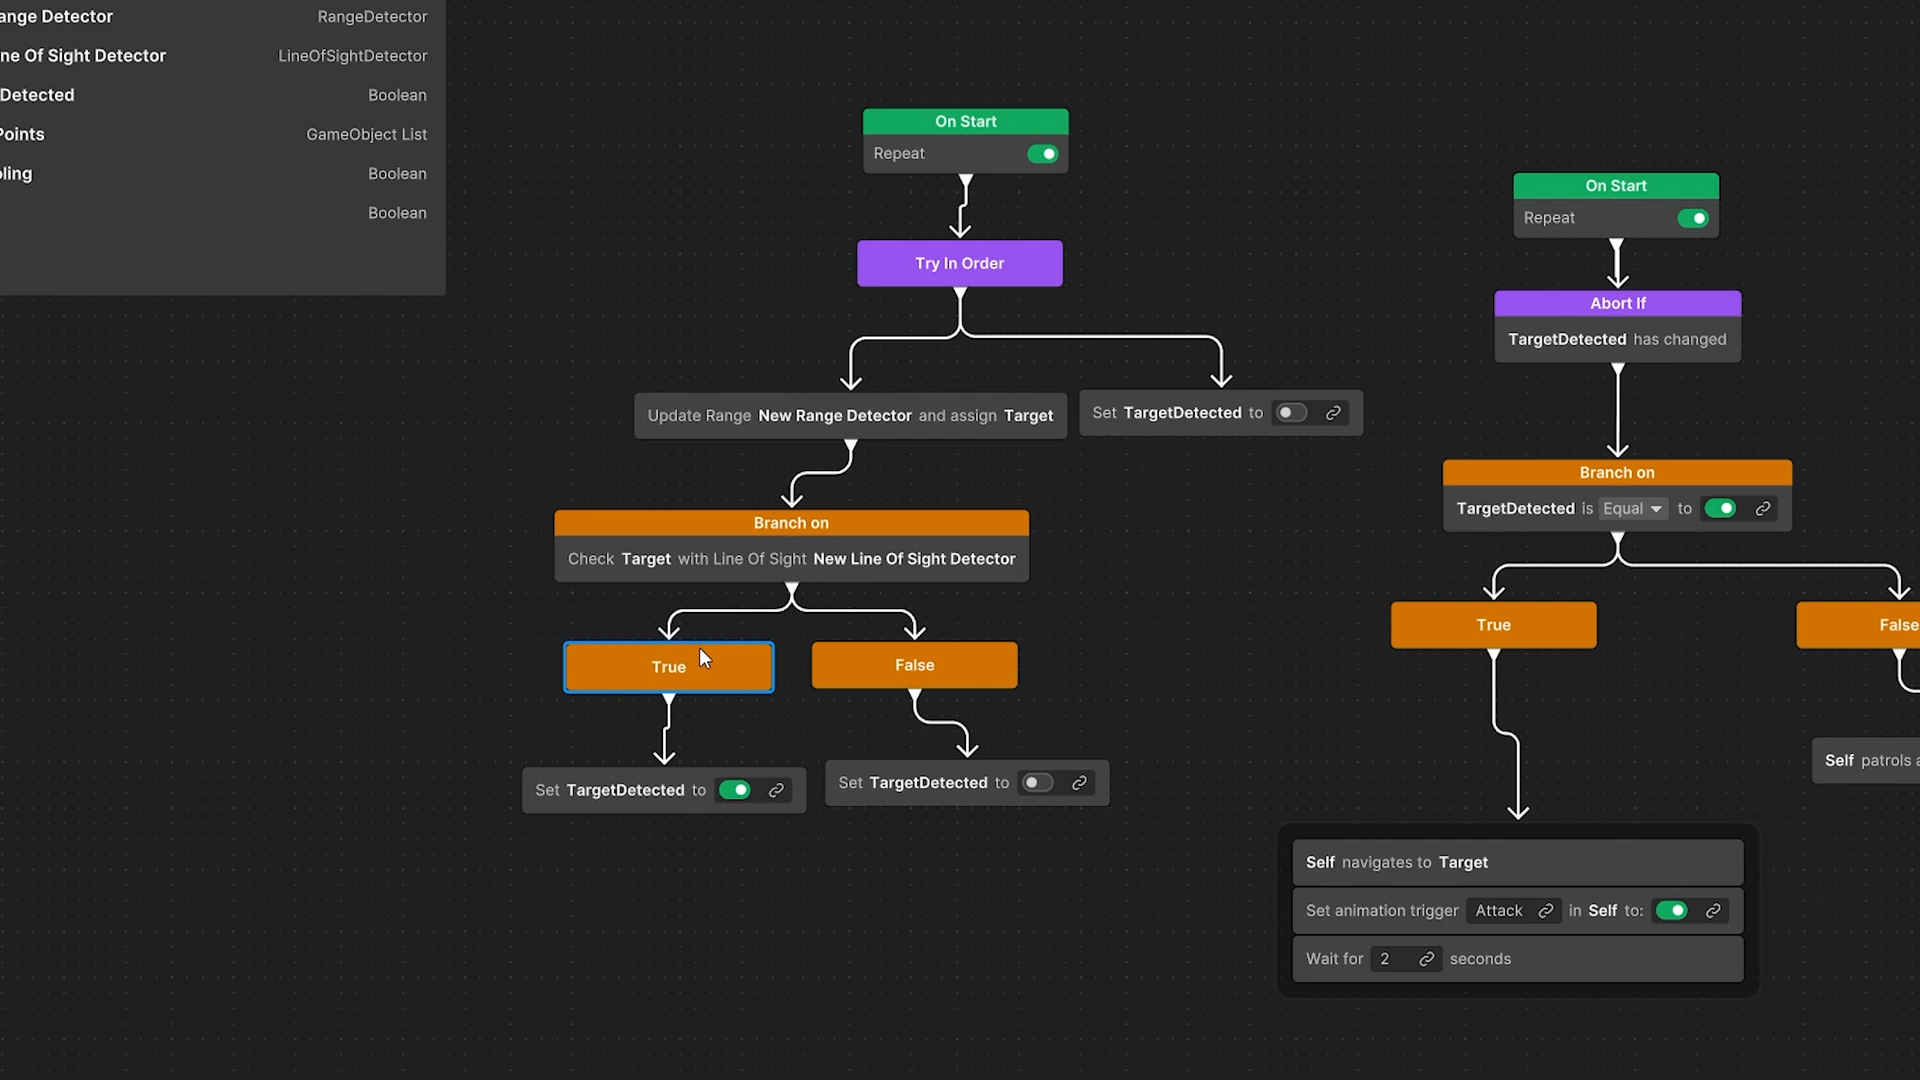 ange Detector RangeDetector
ne Of Sight Detector LineOfSightDetector
Detected Boolean
Points GameObject List
oling Boolean
Boolean
On Start
Repeat
Try In Order
Update Range New Range Detector and assign Target
Set TargetDetected to
Branch on
Check Target with Line Of Sight New Line Of Sight Detector
True
False
Set TargetDetected to
Set TargetDetected to
On Start
Repeat
Abort If
TargetDetected has changed
Branch on
TargetDetected is Equal to
True
False
Self patrols a
Self navigates to Target
Set animation trigger Attack in Self to:
Wait for 2 seconds